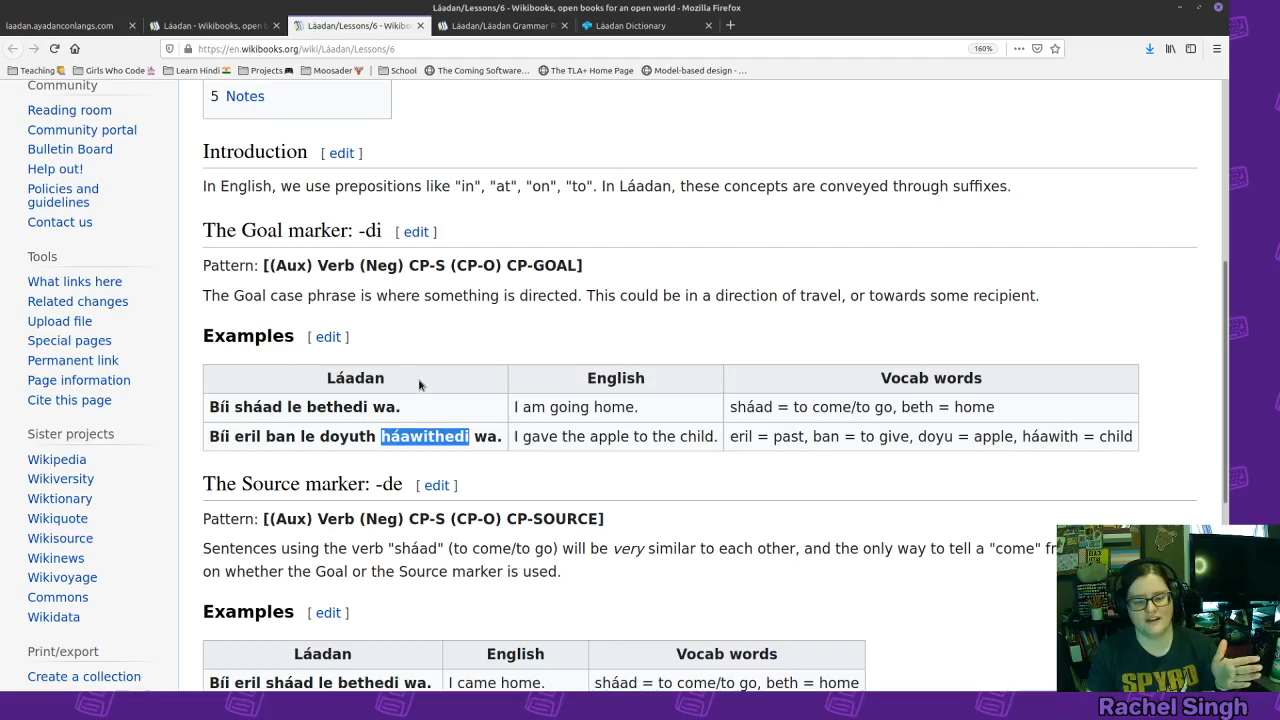 Láadan/Lessons/6 - Wikibooks, open books for an open world - Mozilla Firefox
laadan.ayadanconlangs.com
Láadan - Wikibooks, open b
Láadan/Lessons/6 - Wikiboo
Láadan/Láadan Grammar R
Láadan Dictionary
https://en.wikibooks.org/wiki/Láadan/Lessons/6
160%
Teaching
Girls Who Code
Learn Hindi
Projects
Moosader
School
The Coming Software...
The TLA+ Home Page
Model-based design - ...
Community
Reading room
Community portal
Bulletin Board
Help out!
Policies and
guidelines
Contact us
Tools
What links here
Related changes
Upload file
Special pages
Permanent link
Page information
Cite this page
Sister projects
Wikipedia
Wikiversity
Wiktionary
Wikiquote
Wikisource
Wikinews
Wikivoyage
Commons
Wikidata
Print/export
Create a collection
5 Notes
Introduction [ edit ]
In English, we use prepositions like "in", "at", "on", "to". In Láadan, these concepts are conveyed through suffixes.
The Goal marker: -di [ edit ]
Pattern: [(Aux) Verb (Neg) CP-S (CP-O) CP-GOAL]
The Goal case phrase is where something is directed. This could be in a direction of travel, or towards some recipient.
Examples [ edit ]
Láadan English Vocab words
Bíi sháad le bethedi wa. I am going home. sháad = to come/to go, beth = home
Bíi eril ban le doyuth háawithedi wa. I gave the apple to the child. eril = past, ban = to give, doyu = apple, háawith = child
The Source marker: -de [ edit ]
Pattern: [(Aux) Verb (Neg) CP-S (CP-O) CP-SOURCE]
Sentences using the verb "sháad" (to come/to go) will be very similar to each other, and the only way to tell a "come"
on whether the Goal or the Source marker is used.
Examples [ edit ]
Láadan English Vocab words
Bíi eril sháad le bethedi wa. I came home. sháad = to come/to go, beth = home
SPYRO
Rachel Singh